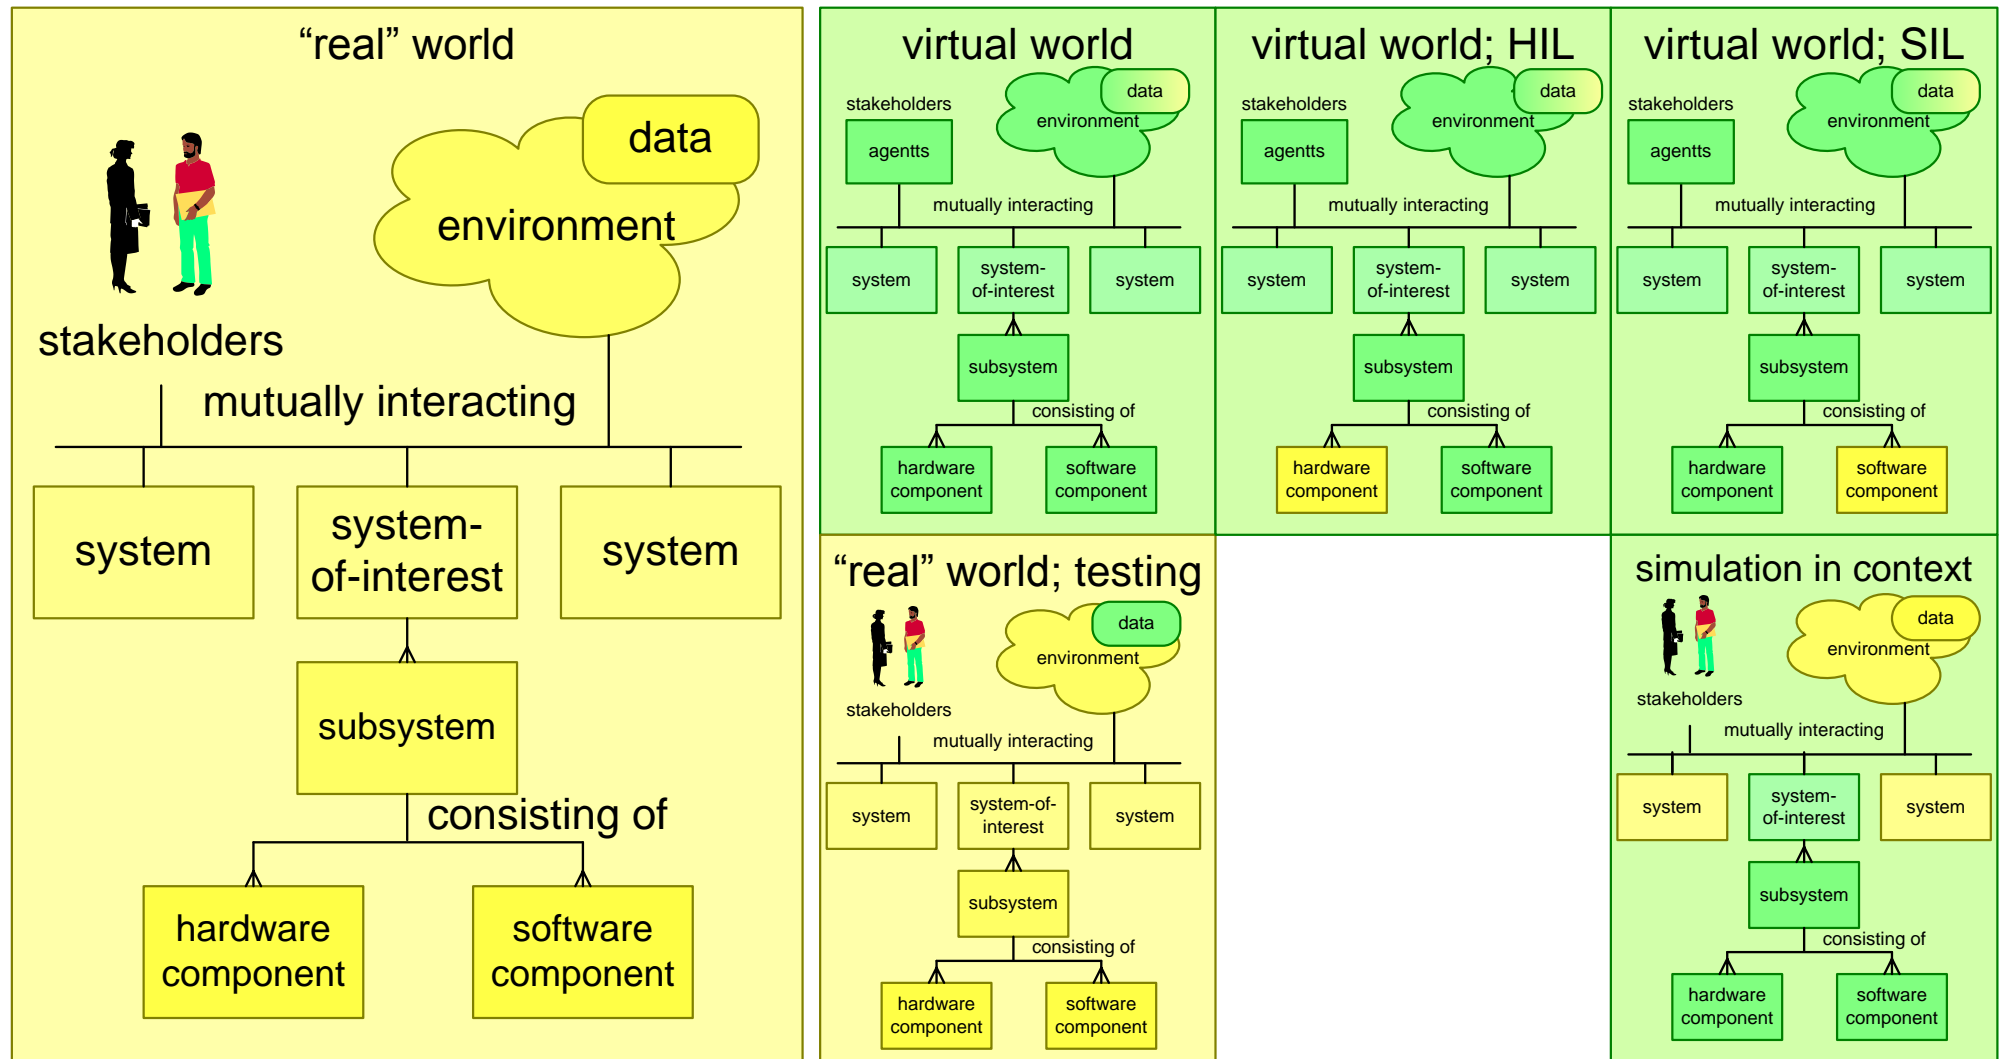 “real” world
data
environment
stakeholders
mutually interacting
system
system-
of-interest
system
subsystem
consisting of
hardware
component
software
component
virtual world
data
stakeholders
environment
agentts
mutually interacting
system
system-
of-interest
system
subsystem
consisting of
hardware
component
software
component
virtual world; HIL
data
stakeholders
environment
agentts
mutually interacting
system
system-
of-interest
system
subsystem
consisting of
hardware
component
software
component
virtual world; SIL
data
stakeholders
environment
agentts
mutually interacting
system
system-
of-interest
system
subsystem
consisting of
hardware
component
software
component
“real” world; testing
data
environment
stakeholders
mutually interacting
system
system-of-
interest
system
subsystem
consisting of
hardware
component
software
component
simulation in context
data
environment
stakeholders
mutually interacting
system
system-
of-interest
system
subsystem
consisting of
hardware
component
software
component